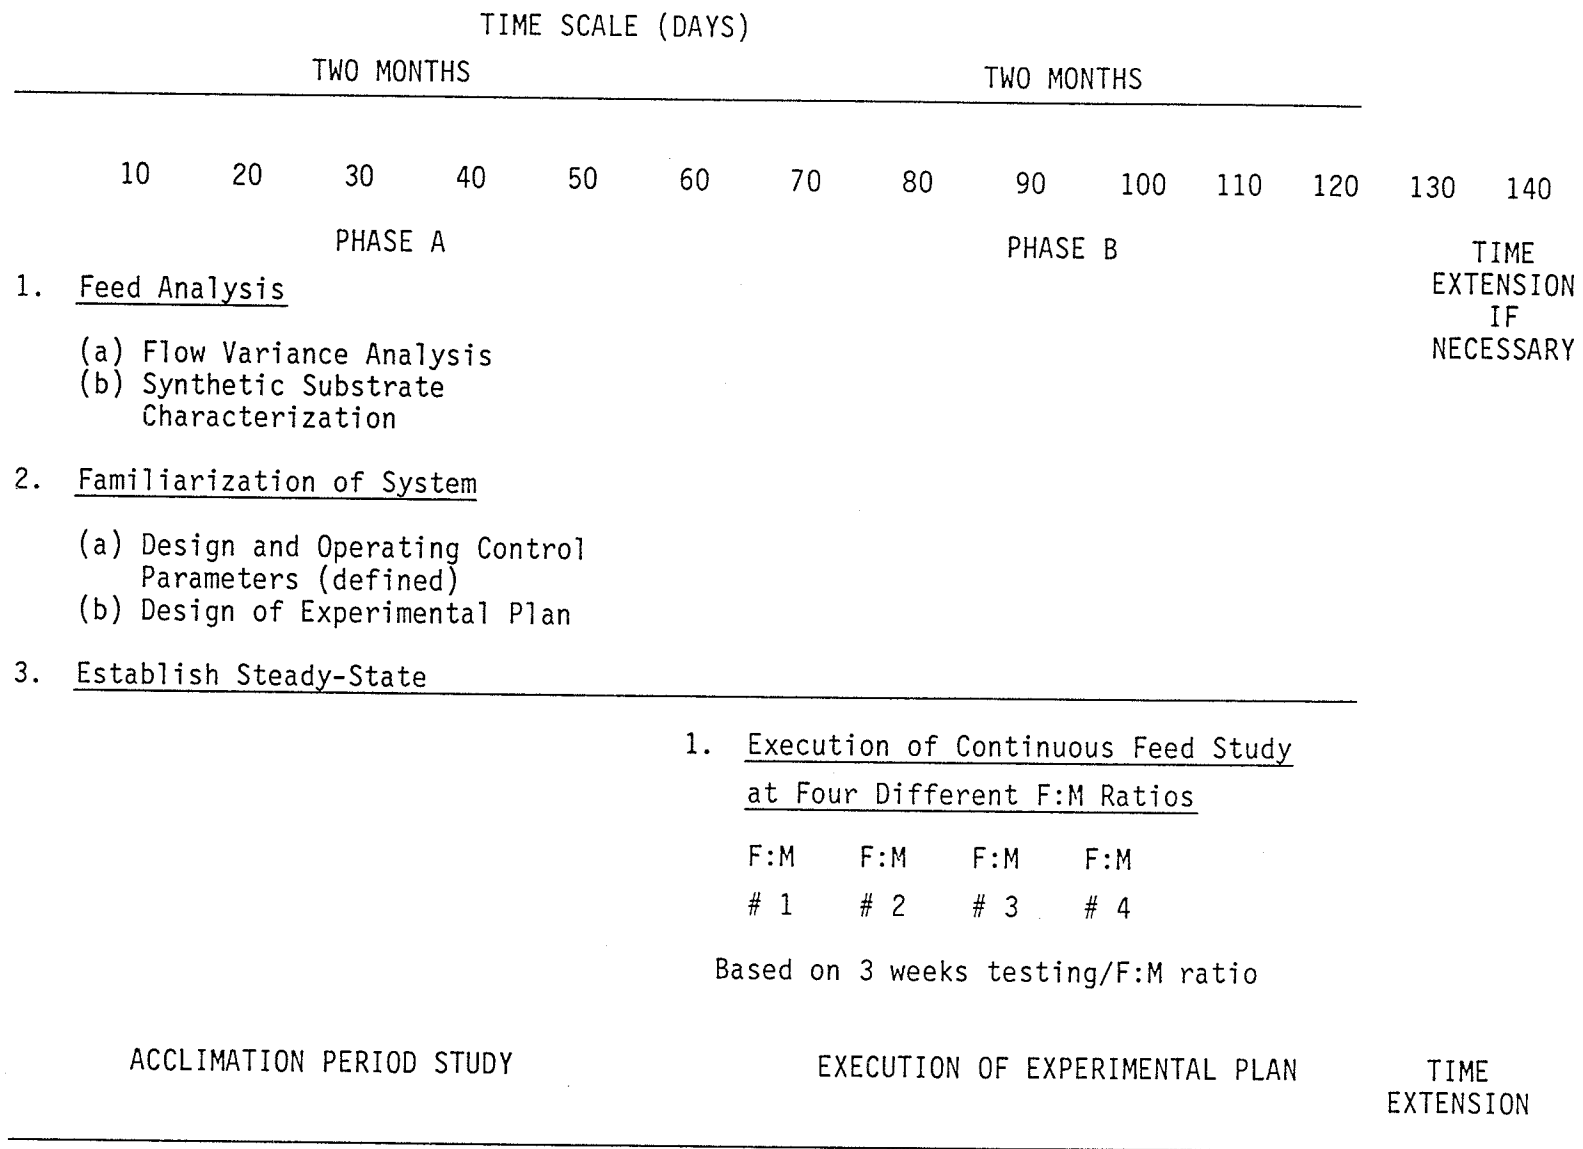 TIME SCALE (DAYS)
TWO MONTHS TWO MONTHS
10 20 30 40 50 60 70 80 90 100 110 120 130 140
PHASE A PHASE B TIME
EXTENSION
IF
NECESSARY
1. Feed Analysis
(a) Flow Variance Analysis
(b) Synthetic Substrate
Characterization
2. Familiarization of System
(a) Design and Operating Control
Parameters (defined)
(b) Design of Experimental Plan
3. Establish Steady-State
1. Execution of Continuous Feed Study
at Four Different F:M Ratios
F:M F:M F:M F:M
# 1 # 2 # 3 # 4
Based on 3 weeks testing/F:M ratio
ACCLIMATION PERIOD STUDY EXECUTION OF EXPERIMENTAL PLAN TIME
EXTENSION